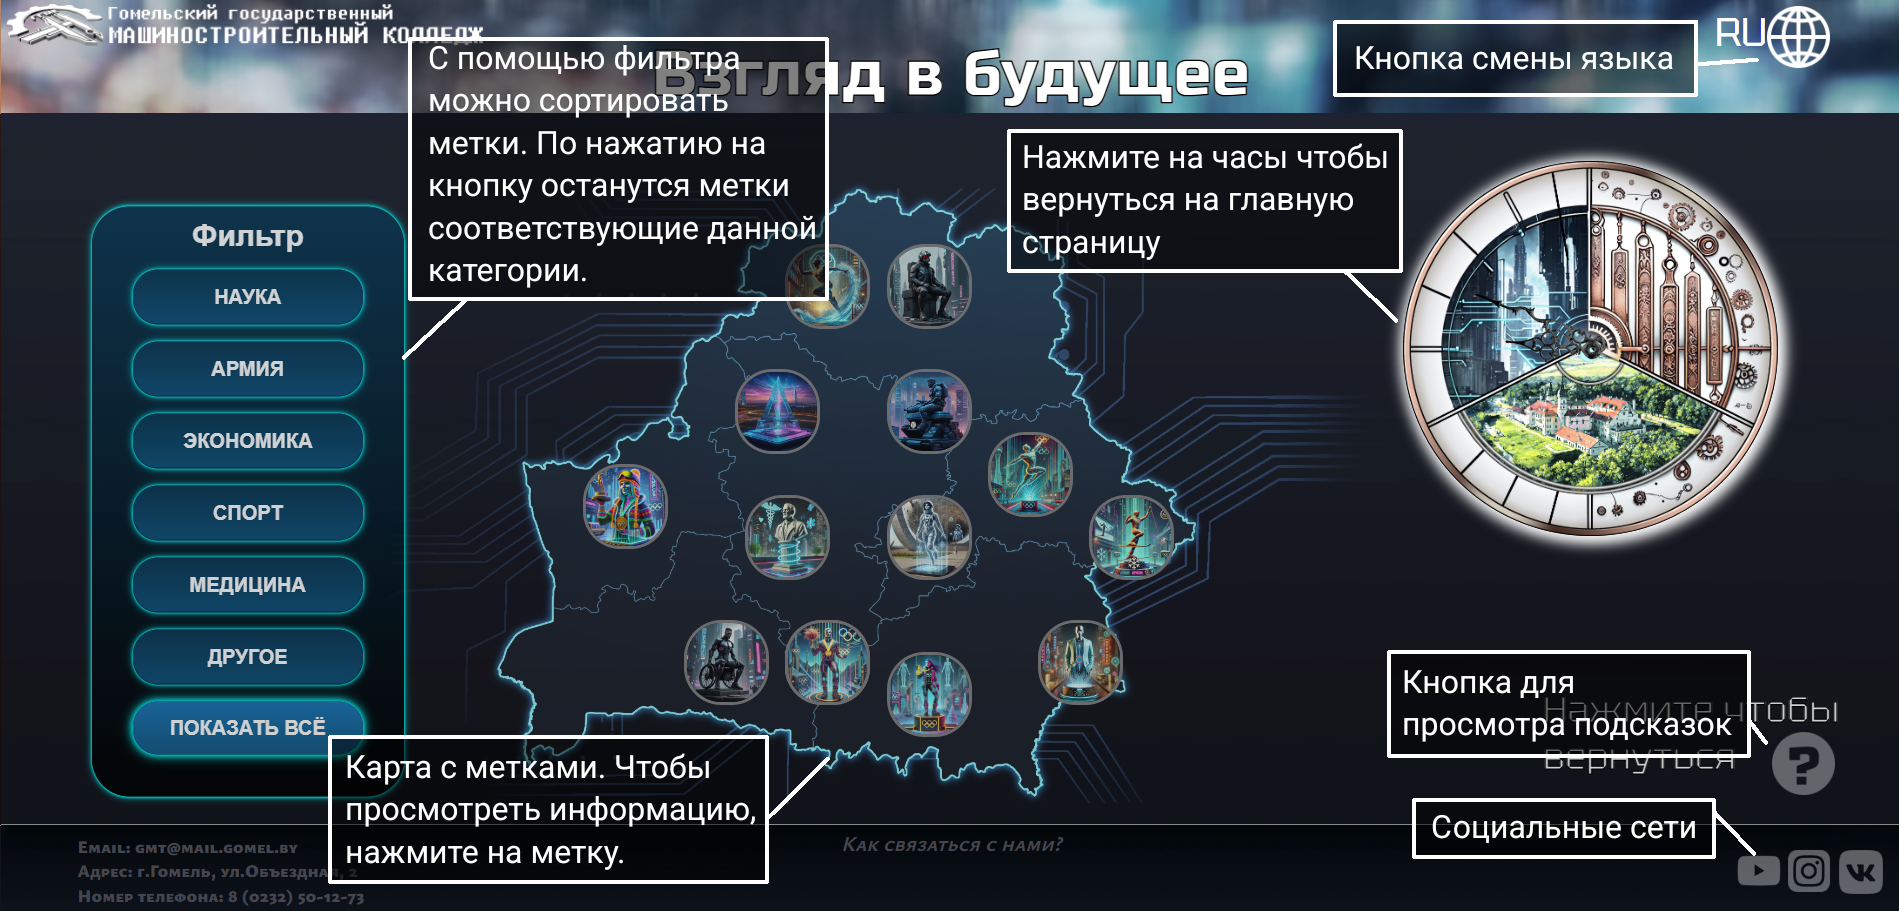 Гомельский государственный
МАШИНОСТРОИТЕЛЬНЫЙ КОЛЛЕДЖ
Взгляд в будущее
RU
Кнопка смены языка
С помощью фильтра
можно сортировать
метки. По нажатию на
кнопку останутся метки
соответствующие данной
категории.
Нажмите на часы чтобы
вернуться на главную
страницу
Фильтр
НАУКА
АРМИЯ
ЭКОНОМИКА
СПОРТ
МЕДИЦИНА
ДРУГОЕ
ПОКАЗАТЬ ВСЁ
Карта с метками. Чтобы
просмотреть информацию,
нажмите на метку.
Кнопка для
просмотра подсказок
Нажмите чтобы
вернуться
?
Социальные сети
Email: gmt@mail.gomel.by
Адрес: г.Гомель, ул.Объездная, 2
Номер телефона: 8 (0232) 50-12-73
Как связаться с нами?